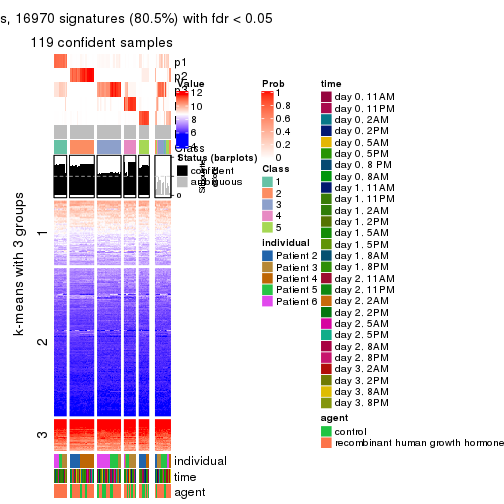 s, 16970 signatures (80.5%) with fdr < 0.05
119 confident samples
p1
p2
Value
12
10
8
6
Class
Status (barplots)
confident
ambiguous
0
k-means with 3 groups
1
2
3
individual
time
agent
Prob
1
0.8
0.6
0.4
0.2
0
Class
1
2
3
4
5
individual
Patient 2
Patient 3
Patient 4
Patient 5
Patient 6
time
day 0. 11AM
day 0. 11PM
day 0. 2AM
day 0. 2PM
day 0. 5AM
day 0. 5PM
day 0. 8 PM
day 0. 8AM
day 1. 11AM
day 1. 11PM
day 1. 2AM
day 1. 2PM
day 1. 5AM
day 1. 5PM
day 1. 8AM
day 1. 8PM
day 2. 11AM
day 2. 11PM
day 2. 2AM
day 2. 2PM
day 2. 5AM
day 2. 5PM
day 2. 8AM
day 2. 8PM
day 3. 2AM
day 3. 2PM
day 3. 8AM
day 3. 8PM
agent
control
recombinant human growth hormone